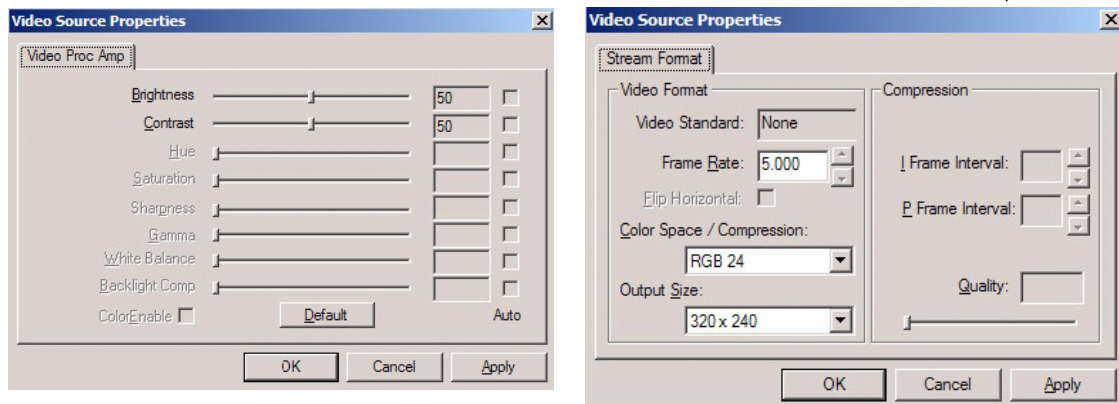 Video Source Properties
Video Proc Amp
Brightness 50
Contrast 50
Hue
Saturation
Sharpness
Gamma
White Balance
Backlight Comp
ColorEnable Default Auto
OK Cancel Apply
Video Source Properties
Stream Format
Video Format
Video Standard: None
Frame Rate: 5.000
Flip Horizontal:
Color Space / Compression:
RGB 24
Output Size:
320 x 240
Compression
I Frame Interval:
P Frame Interval:
Quality:
OK Cancel Apply